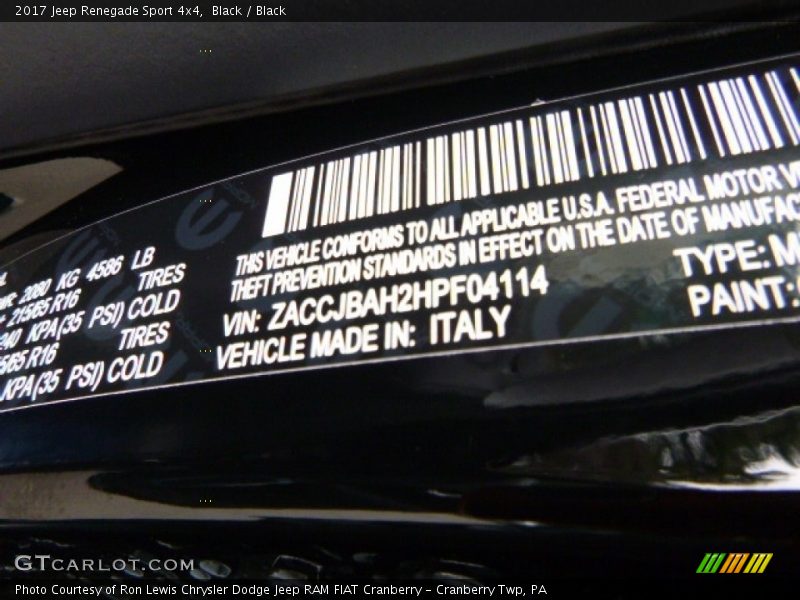 2017 Jeep Renegade Sport 4x4, Black / Black
2080 KG 4586 LB
21565 R16 TIRES
KPA(35 PSI) COLD
R16 TIRES
KPA(35 PSI) COLD
THIS VEHICLE CONFORMS TO ALL APPLICABLE U.S.A. FEDERAL MOTOR V
THEFT PREVENTION STANDARDS IN EFFECT ON THE DATE OF MANUFAC
VIN: ZACCJBAH2HPF04114
VEHICLE MADE IN: ITALY
TYPE: M
PAINT:
GTCARLOT.COM
Photo Courtesy of Ron Lewis Chrysler Dodge Jeep RAM FIAT Cranberry – Cranberry Twp, PA